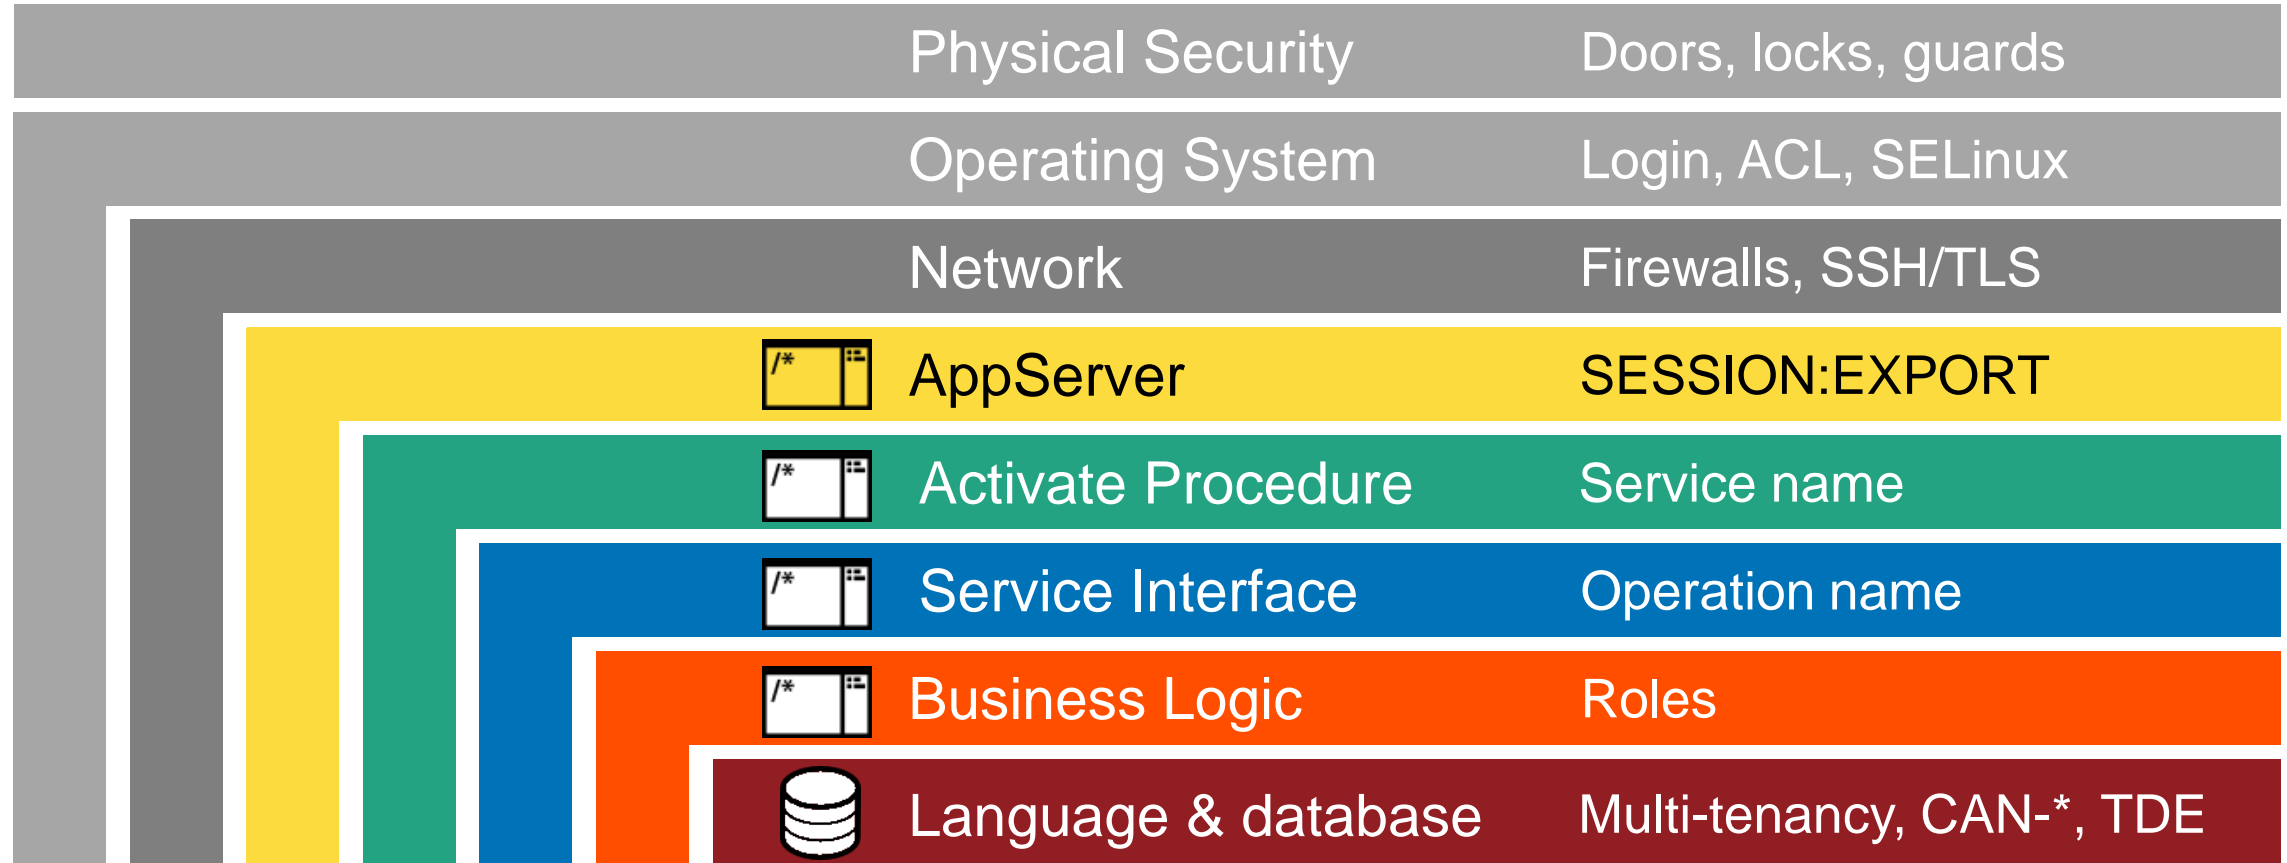 Physical Security Doors, locks, guards
Operating System Login, ACL, SELinux
Network Firewalls, SSH/TLS
/* AppServer SESSION:EXPORT
/* Activate Procedure Service name
/* Service Interface Operation name
/* Business Logic Roles
Language & database Multi-tenancy, CAN-*, TDE